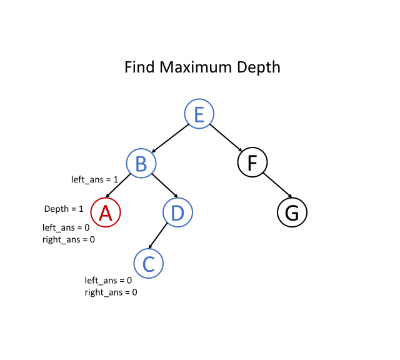 Find Maximum Depth
E
B
F
left_ans = 1
Depth = 1
A
D
G
left_ans = 0
right_ans = 0
C
left_ans = 0
right_ans = 0